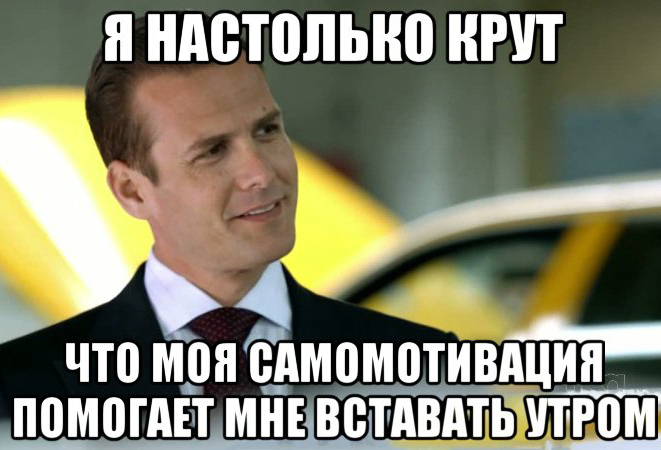 Я НАСТОЛЬКО КРУТ
ЧТО МОЯ САМОМОТИВАЦИЯ
ПОМОГАЕТ МНЕ ВСТАВАТЬ УТРОМ